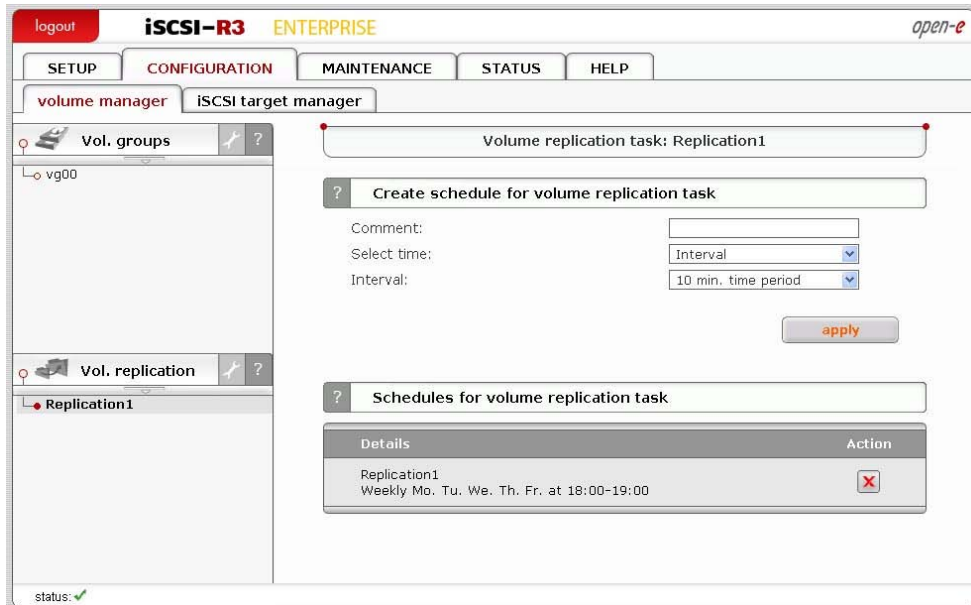 logout
iSCSI-R3 ENTERPRISE
open-e
SETUP CONFIGURATION MAINTENANCE STATUS HELP
volume manager iSCSI target manager
Vol. groups ?
vg00
Vol. replication ?
Replication1
Volume replication task: Replication1
? Create schedule for volume replication task
Comment:
Select time: Interval
Interval: 10 min. time period
apply
? Schedules for volume replication task
Details Action
Replication1
Weekly Mo. Tu. We. Th. Fr. at 18:00-19:00
status: